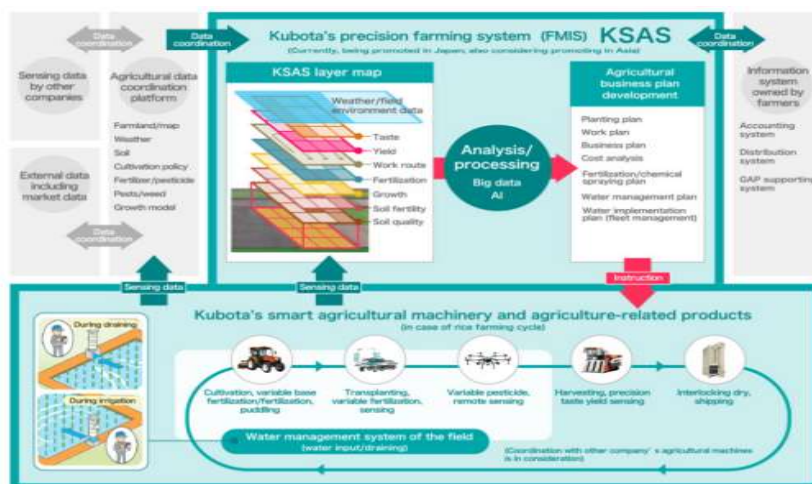 Data
coordination
Sensing data
by other
companies
External data
including
market data
Data
coordination
Agricultural data
coordination
platform
Farmland/map
Weather
Soil
Cultivation policy
Fertilizer/pesticide
Pests/weed
Growth model
Data
coordination
Kubota's precision farming system (FMIS) KSAS
(Currently, being promoted in Japan, also considering promoting in Asia)
KSAS layer map
Weather/field
environment data
Taste
Yield
Work route
Fertilization
Growth
Soil fertility
Soil quality
Analysis/
processing
Big data
AI
Agricultural
business plan
development
Planting plan
Work plan
Business plan
Cost analysis
Fertilization/chemical
spraying plan
Water management plan
Water implementation
plan (fleet management)
Data
coordination
Information
system
owned by
farmers
Accounting
system
Distribution
system
GAP supporting
system
Sensing data
Sensing data
Instruction
Kubota's smart agricultural machinery and agriculture-related products
(in case of rice farming cycle)
During draining
During irrigation
Cultivation, variable base
fertilization/fertilization,
puddling
Transplanting,
variable fertilization,
sensing
Variable pesticide,
remote sensing
Harvesting, precision
taste yield sensing
Interlocking dry,
shipping
Water management system of the field
(water input/draining)
(Coordination with other company's agricultural machines
is in consideration)